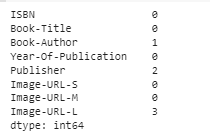 ISBN 0
Book-Title 0
Book-Author 1
Year-Of-Publication 0
Publisher 2
Image-URL-S 0
Image-URL-M 0
Image-URL-L 3
dtype: int64